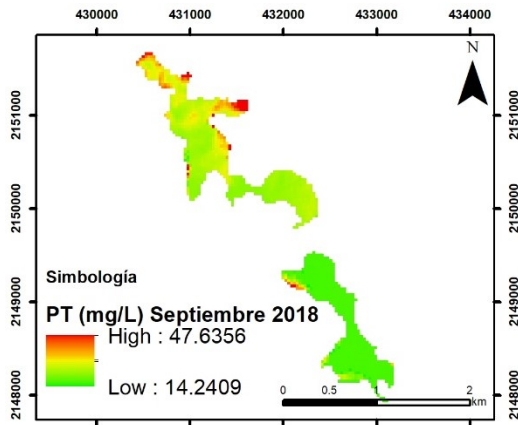 430000 431000 432000 433000 434000
N
2151000 2151000
2150000 2150000
2149000 2149000
2148000 2148000
Simbología
PT (mg/L) Septiembre 2018
High : 47.6356
Low : 14.2409
0 0.5 1 2
km